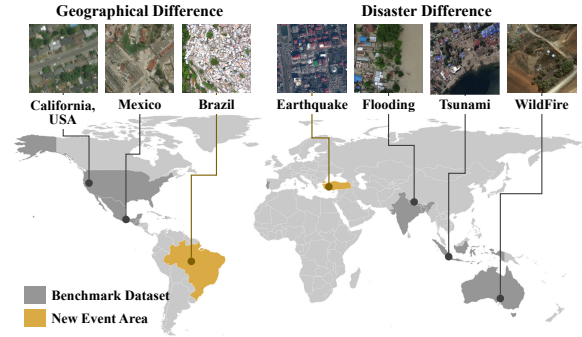 Geographical Difference
Disaster Difference
California,
USA
Mexico
Brazil
Earthquake
Flooding
Tsunami
WildFire
Benchmark Dataset
New Event Area